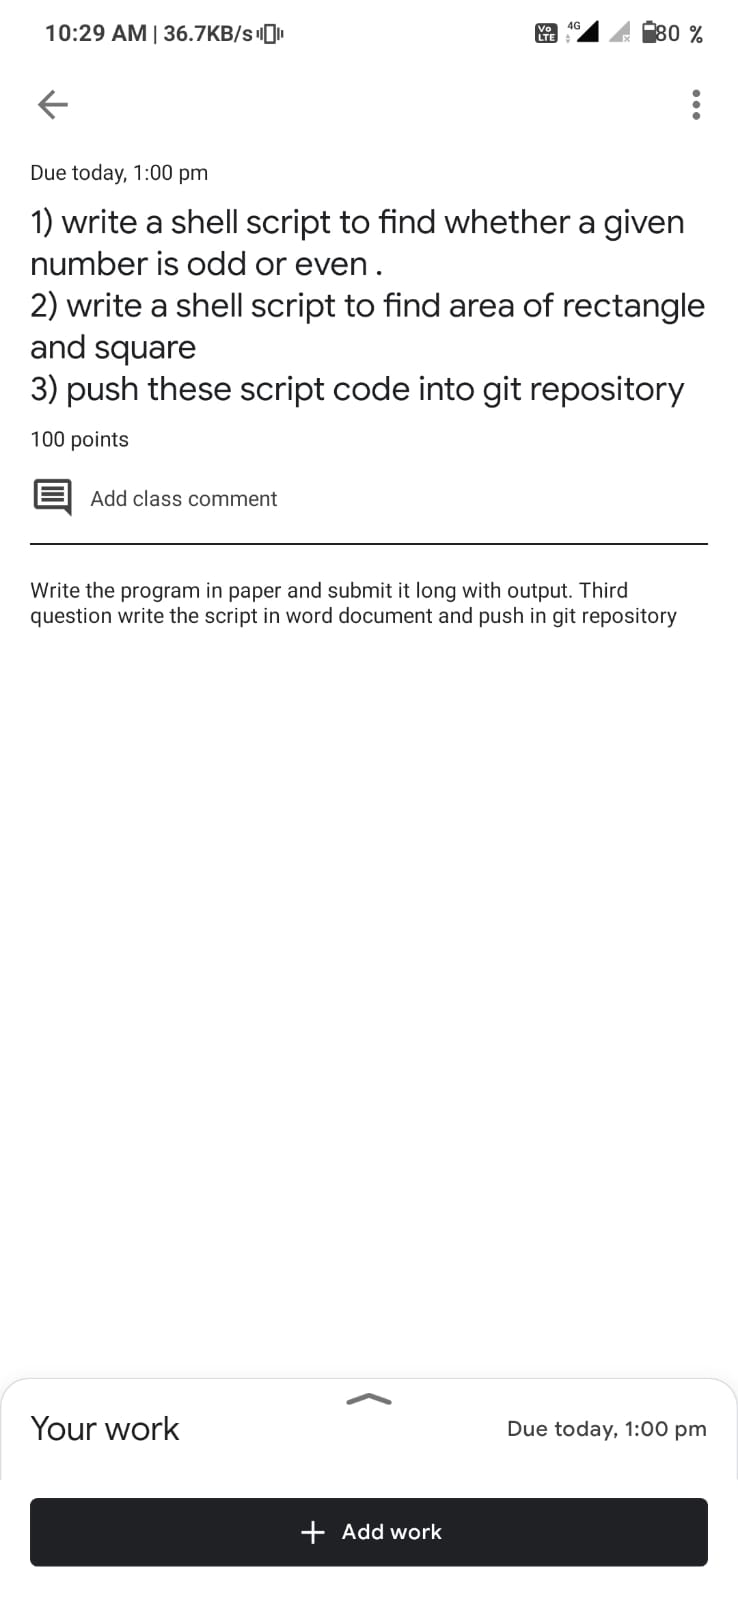 10:29 AM | 36.7KB/s
Vo LTE 4G 80 %
Due today, 1:00 pm
1) write a shell script to find whether a given
number is odd or even .
2) write a shell script to find area of rectangle
and square
3) push these script code into git repository
100 points
Add class comment
Write the program in paper and submit it long with output. Third
question write the script in word document and push in git repository
Your work
Due today, 1:00 pm
+ Add work